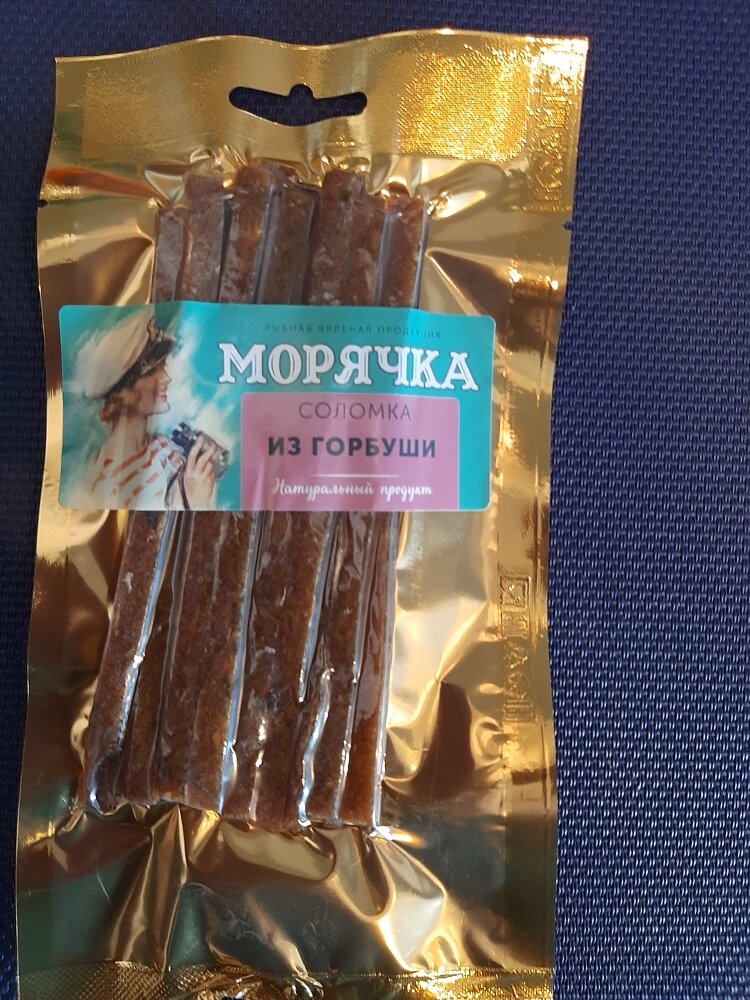 РЫБНАЯ ВЯЛЕНАЯ ПРОДУКЦИЯ
МОРЯЧКА
СОЛОМКА
ИЗ ГОРБУШИ
Натуральный продукт